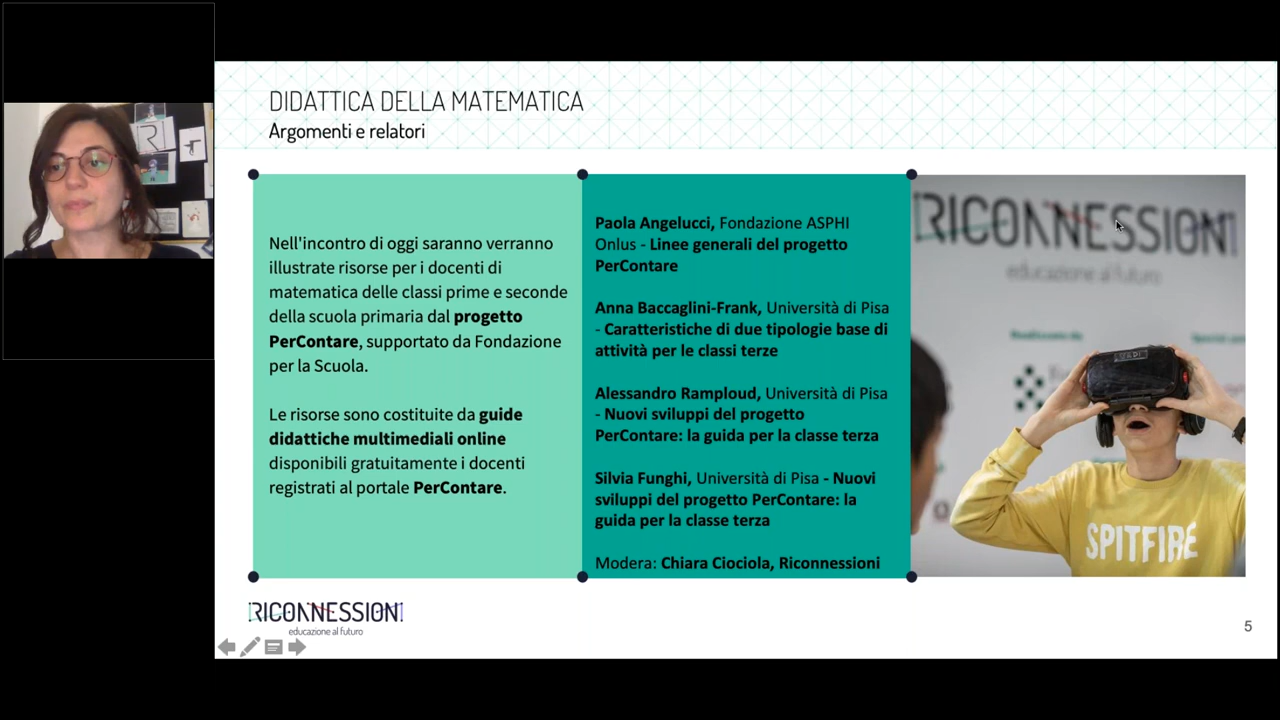 DIDATTICA DELLA MATEMATICA
Argomenti e relatori
Nell'incontro di oggi saranno verranno
illustrate risorse per i docenti di
matematica delle classi prime e seconde
della scuola primaria dal progetto
PerContare, supportato da Fondazione
per la Scuola.
Le risorse sono costituite da guide
didattiche multimediali online
disponibili gratuitamente i docenti
registrati al portale PerContare.
Paola Angelucci, Fondazione ASPHI
Onlus - Linee generali del progetto
PerContare
Anna Baccaglini-Frank, Università di Pisa
- Caratteristiche di due tipologie base di
attività per le classi terze
Alessandro Ramploud, Università di Pisa
- Nuovi sviluppi del progetto
PerContare: la guida per la classe terza
Silvia Funghi, Università di Pisa - Nuovi
sviluppi del progetto PerContare: la
guida per la classe terza
Modera: Chiara Ciociola, Riconnessioni
RICONNESSIONI
educazione al futuro
SPITFIRE
RICONNESSIONI
educazione al futuro
5